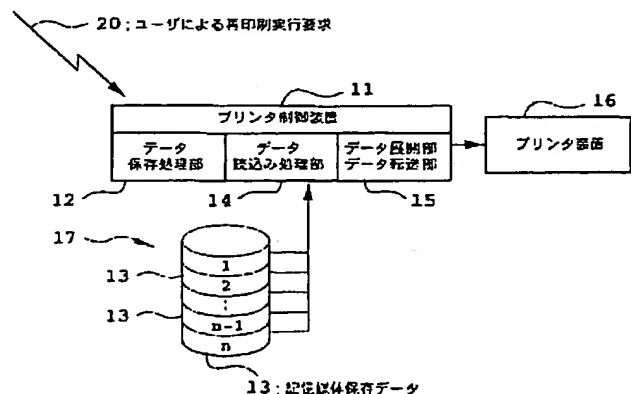 20;ユーザによる再印刷実行要求
11
プリンタ制御装置
16
データ
保存処理部
データ
読込み処理部
データ展開部
データ転送部
プリンタ装置
12
14
15
17
13
13
1
2
⋮
n-1
n
13;記憶媒体保存データ